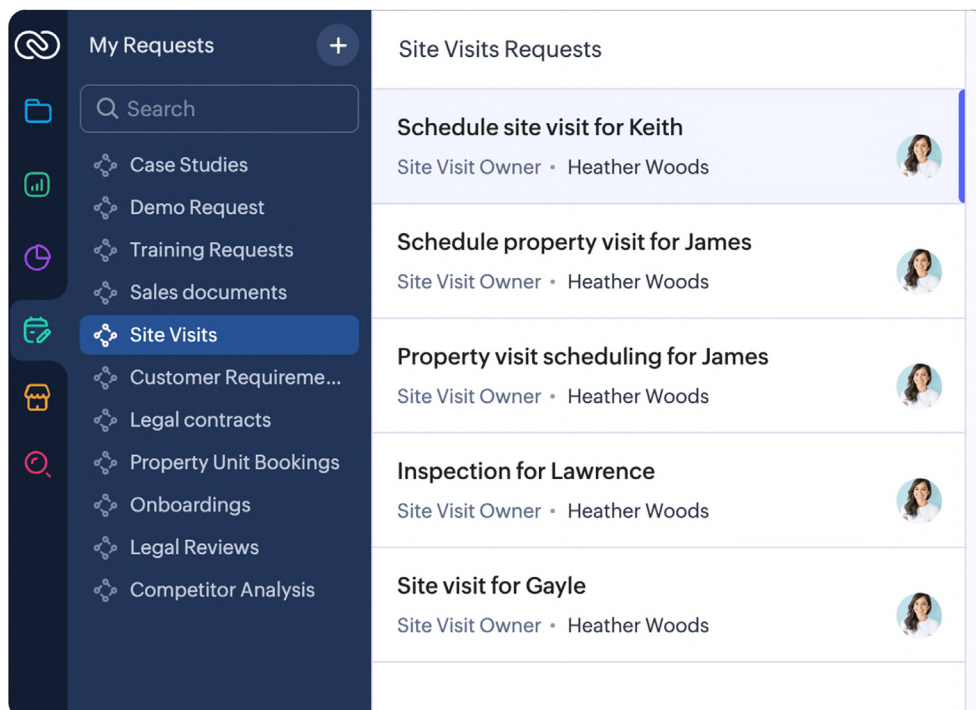 My Requests
+
Search
Case Studies
Demo Request
Training Requests
Sales documents
Site Visits
Customer Requireme...
Legal contracts
Property Unit Bookings
Onboardings
Legal Reviews
Competitor Analysis
Site Visits Requests
Schedule site visit for Keith
Site Visit Owner • Heather Woods
Schedule property visit for James
Site Visit Owner • Heather Woods
Property visit scheduling for James
Site Visit Owner • Heather Woods
Inspection for Lawrence
Site Visit Owner • Heather Woods
Site visit for Gayle
Site Visit Owner • Heather Woods